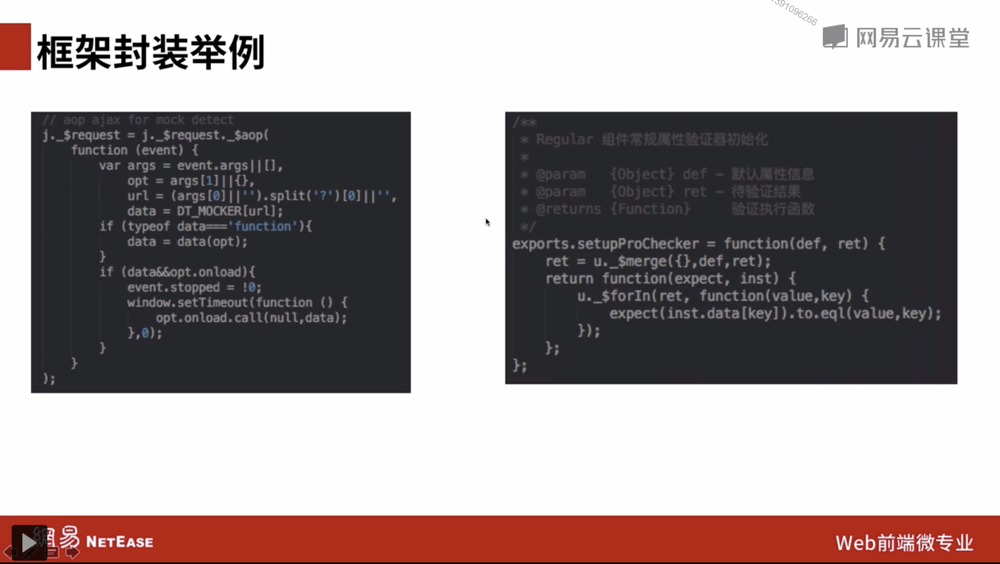 391096266
网易云课堂
框架封装举例
// aop ajax for mock detect
j._$request = j._$request._$aop(
function (event) {
var args = event.args||[],
opt = args[1]||{},
url = (args[0]||'').split('?')[0]||'',
data = DT_MOCKER[url];
if (typeof data==='function'){
data = data(opt);
}
if (data&&opt.onload){
event.stopped = !0;
window.setTimeout(function () {
opt.onload.call(null,data);
},0);
}
}
);
/**
* Regular 组件常规属性验证器初始化
*
* @param {Object} def - 默认属性信息
* @param {Object} ret - 待验证结果
* @returns {Function} 验证执行函数
*/
exports.setupProChecker = function(def, ret) {
ret = u._$merge({},def,ret);
return function(expect, inst) {
u._$forIn(ret, function(value,key) {
expect(inst.data[key]).to.eql(value,key);
});
};
};
網易 NETEASE
Web前端微专业